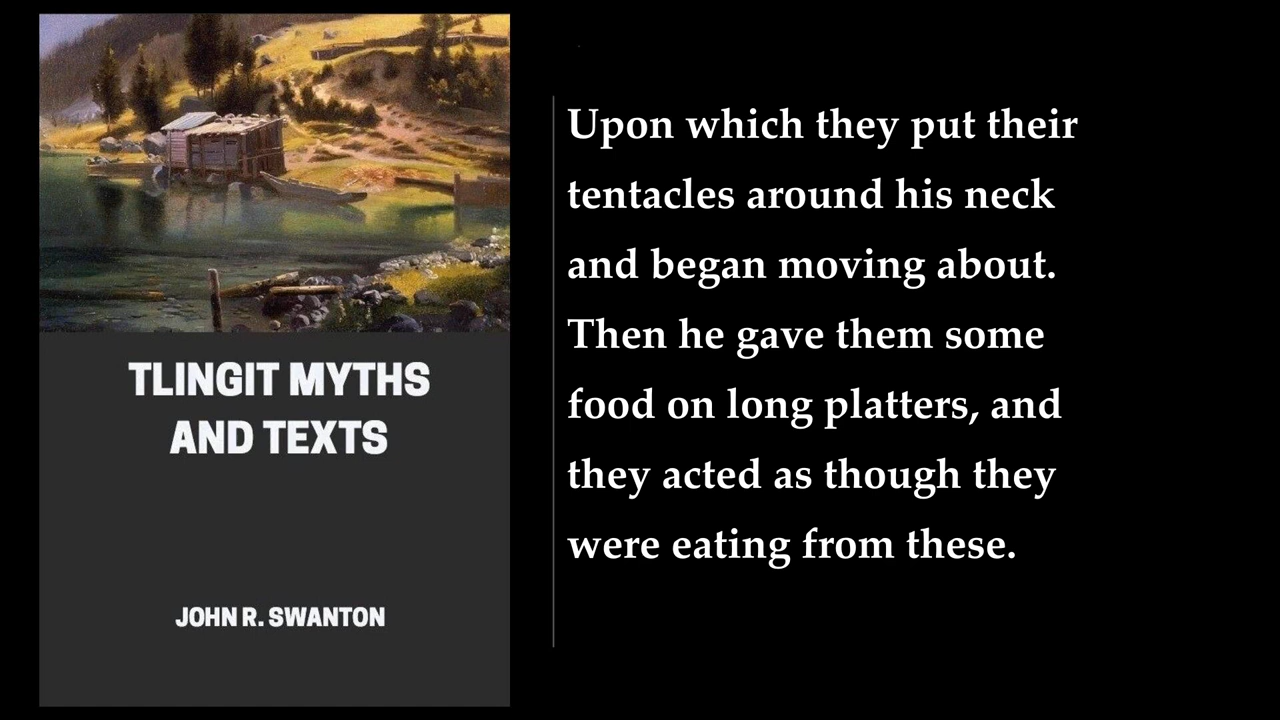 TLINGIT MYTHS
AND TEXTS
JOHN R. SWANTON
Upon which they put their
tentacles around his neck
and began moving about.
Then he gave them some
food on long platters, and
they acted as though they
were eating from these.